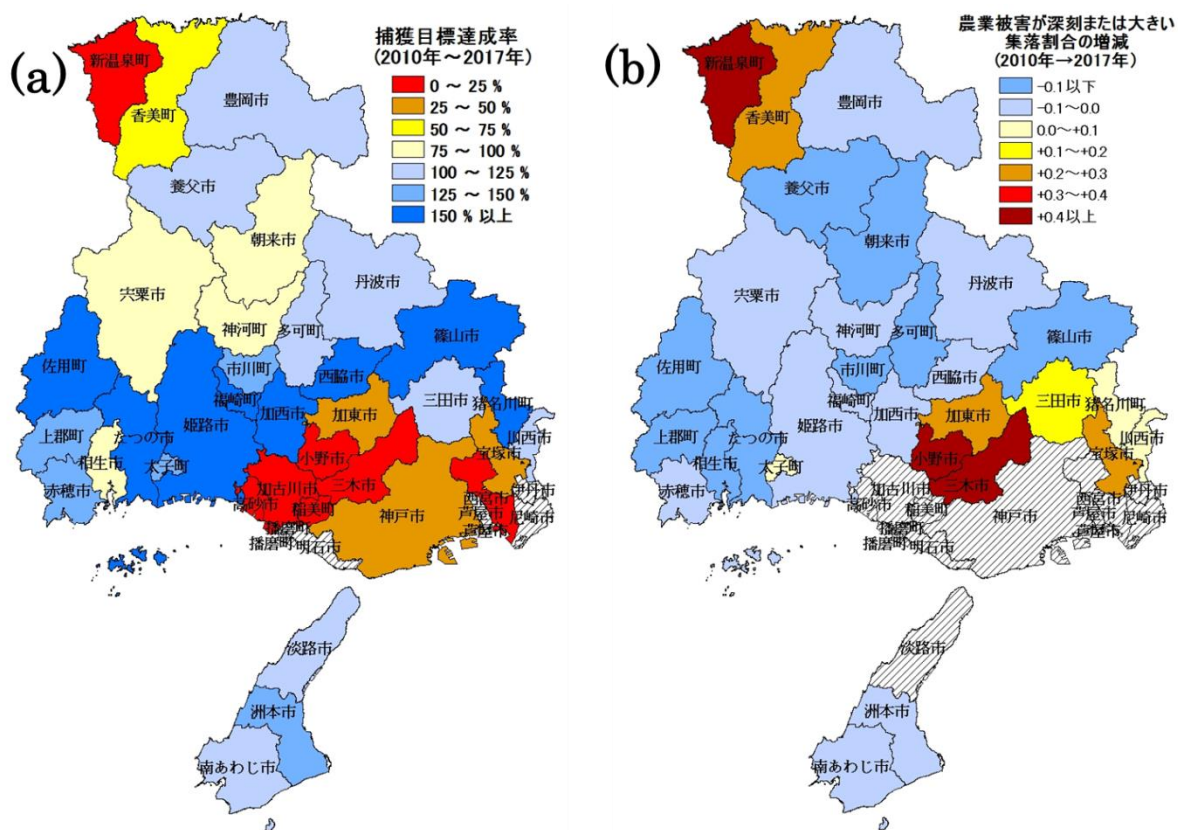 (a)
捕獲目標達成率
(2010年～2017年)
0 ～ 25 %
25 ～ 50 %
50 ～ 75 %
75 ～ 100 %
100 ～ 125 %
125 ～ 150 %
150 % 以上
新温泉町
香美町
豊岡市
養父市
朝来市
宍粟市
丹波市
神河町
多可町
篠山市
佐用町
市川町
西脇市
福崎町
加西市
加東市
三田市
猪名川町
姫路市
上郡町
たつの市
川西市
相生市
太子町
小野市
宝塚市
赤穂市
加古川市
三木市
高砂市
稲美町
神戸市
西宮市
伊丹市
芦屋市
尼崎市
播磨町
明石市
播磨町
芦屋市
淡路市
洲本市
南あわじ市
(b)
農業被害が深刻または大きい
集落割合の増減
(2010年→2017年)
−0.1以下
−0.1～0.0
0.0～+0.1
+0.1～+0.2
+0.2～+0.3
+0.3～+0.4
+0.4以上
新温泉町
香美町
豊岡市
養父市
朝来市
宍粟市
丹波市
神河町
多可町
篠山市
佐用町
市川町
西脇市
福崎町
加西市
加東市
三田市
猪名川町
姫路市
上郡町
たつの市
川西市
相生市
太子町
小野市
宝塚市
赤穂市
加古川市
三木市
高砂市
稲美町
神戸市
西宮市
伊丹市
芦屋市
尼崎市
播磨町
明石市
播磨町
芦屋市
淡路市
洲本市
南あわじ市